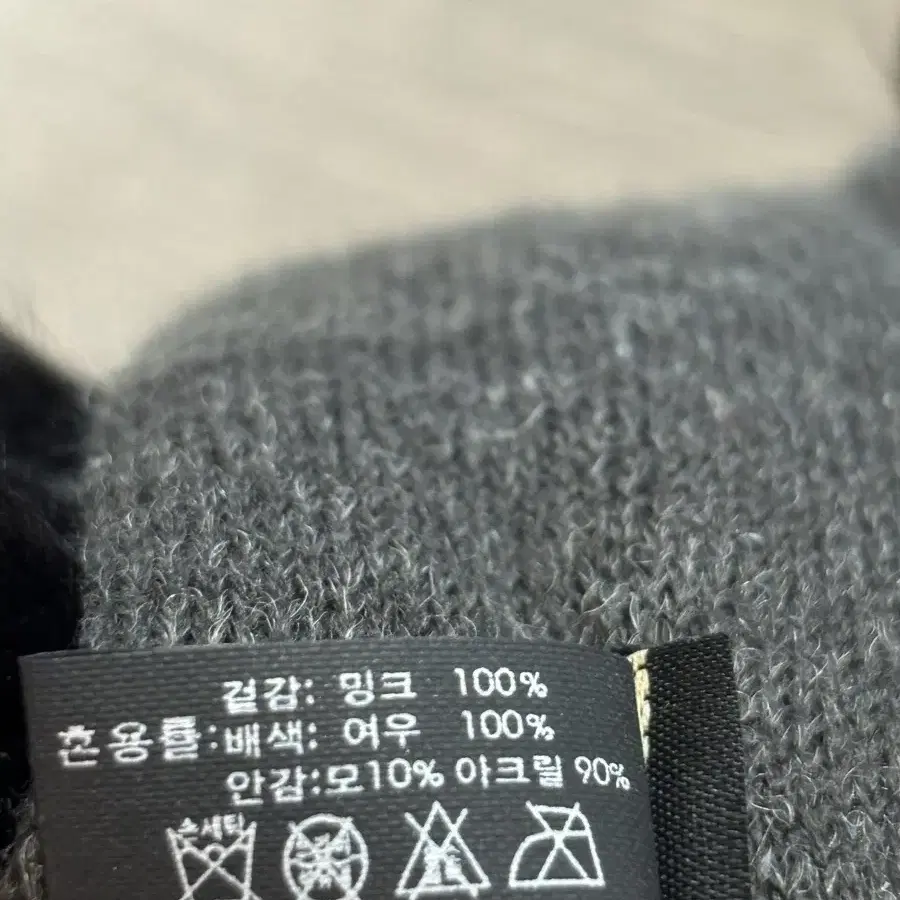 겉감: 밍크 100%
혼용률:배색: 여우 100%
안감:모10% 아크릴 90%
손세탁